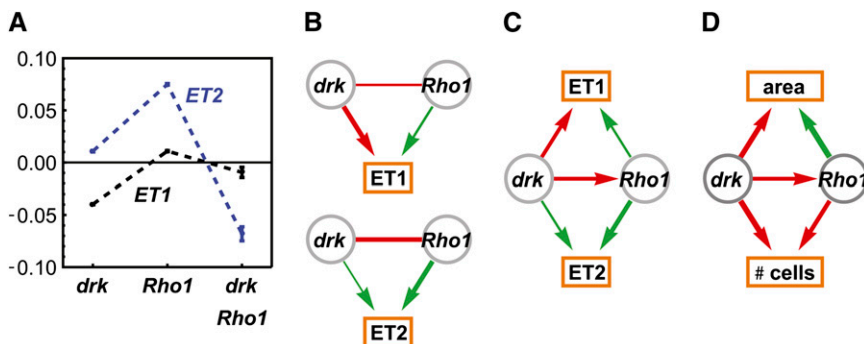 A
0.10
0.05
0.00
-0.05
-0.10
ET2
ET1
drk Rho1 drk
Rho1
B
drk Rho1
ET1
drk Rho1
ET2
C
ET1
drk Rho1
ET2
D
area
drk Rho1
# cells